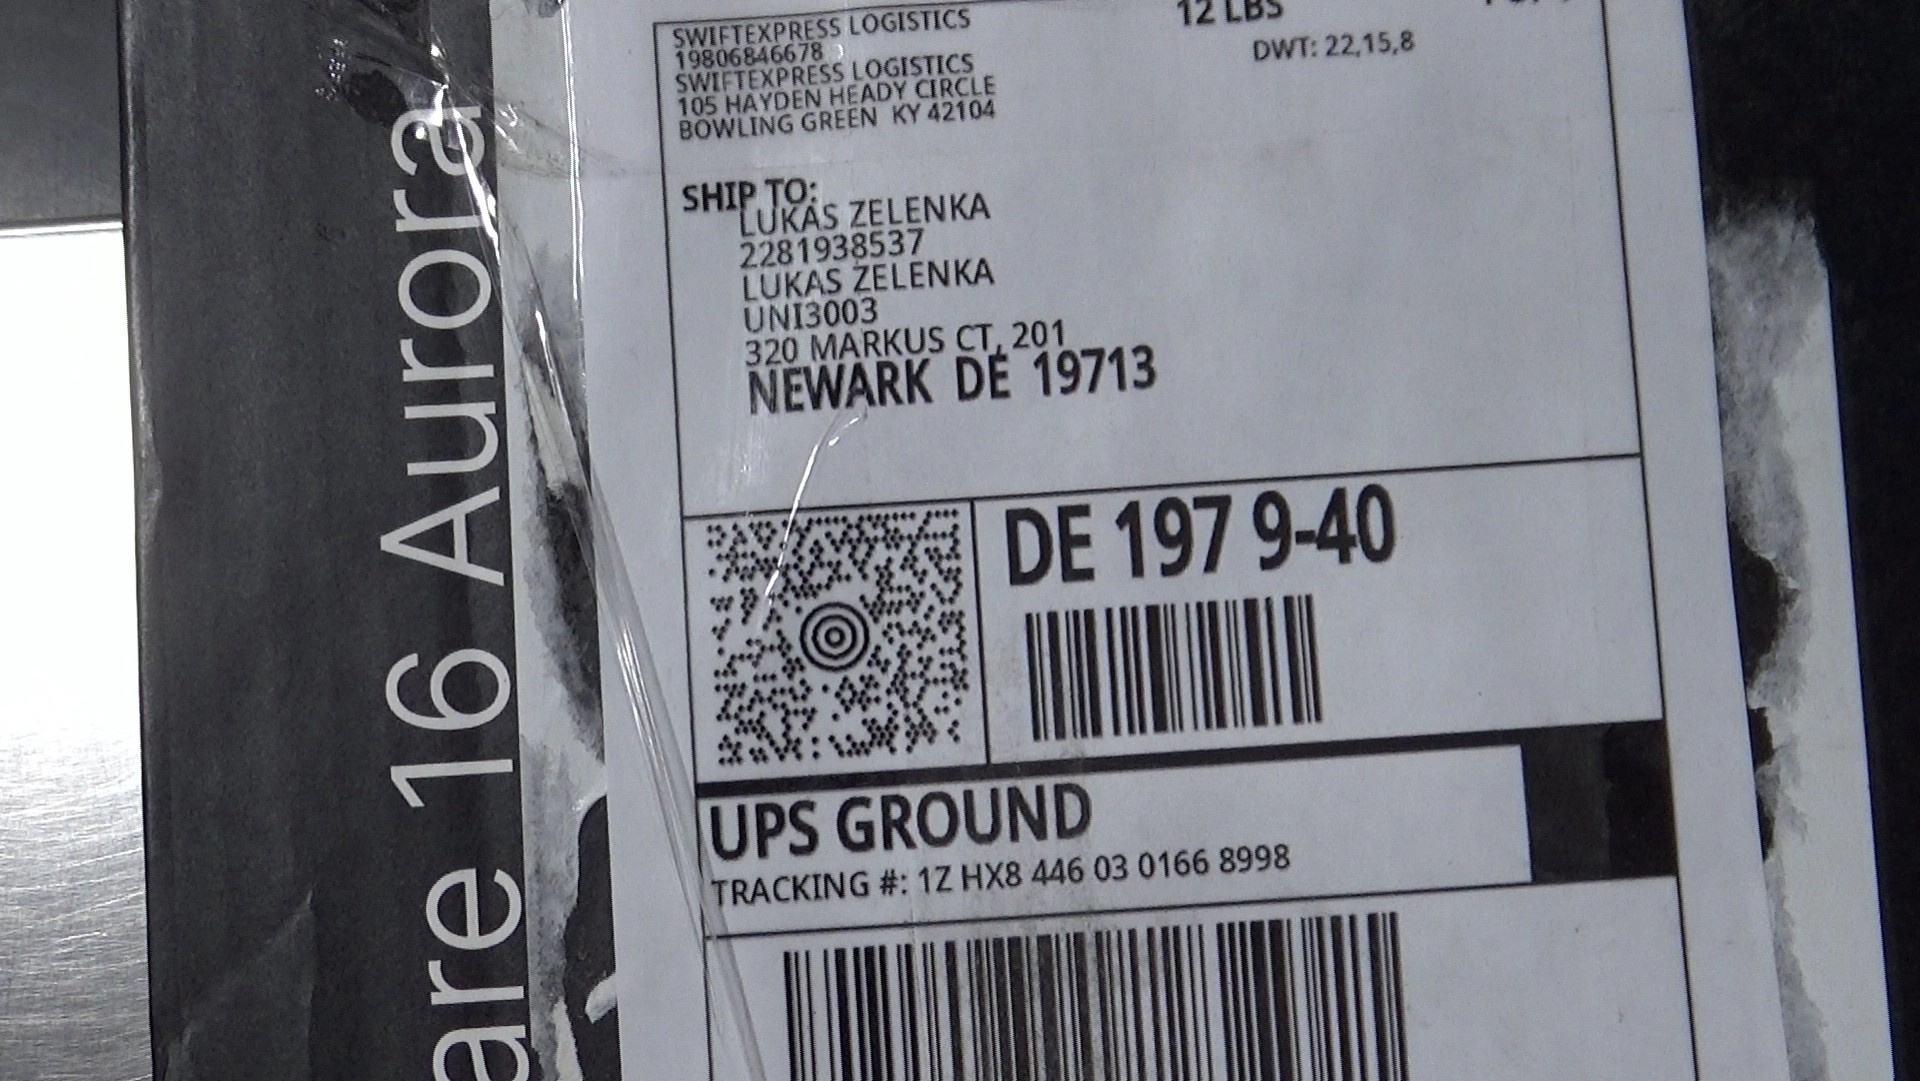 SWIFTEXPRESS LOGISTICS
19806846678
SWIFTEXPRESS LOGISTICS
105 HAYDEN HEADY CIRCLE
BOWLING GREEN KY 42104
12 LBS
DWT: 22,15,8
SHIP TO:
LUKAS ZELENKA
2281938537
LUKAS ZELENKA
UNI3003
320 MARKUS CT, 201
NEWARK DE 19713
DE 197 9-40
UPS GROUND
TRACKING #: 1Z HX8 446 03 0166 8998
are 16 Aurora